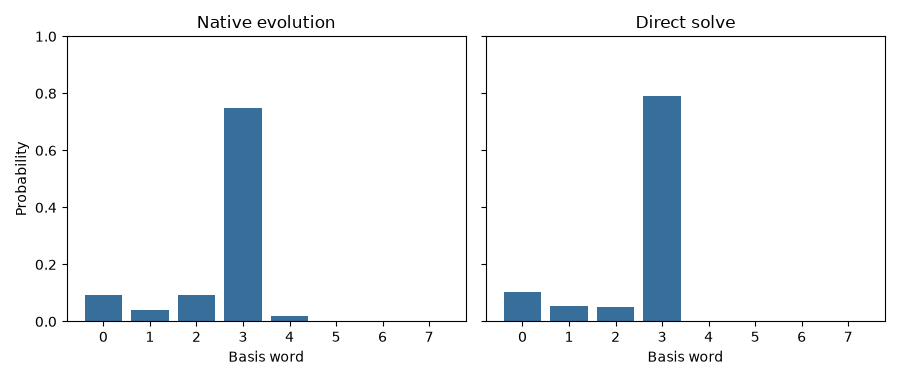 Native evolution
Direct solve
Probability
1.0
0.8
0.6
0.4
0.2
0.0
0 1 2 3 4 5 6 7
0 1 2 3 4 5 6 7
Basis word
Basis word